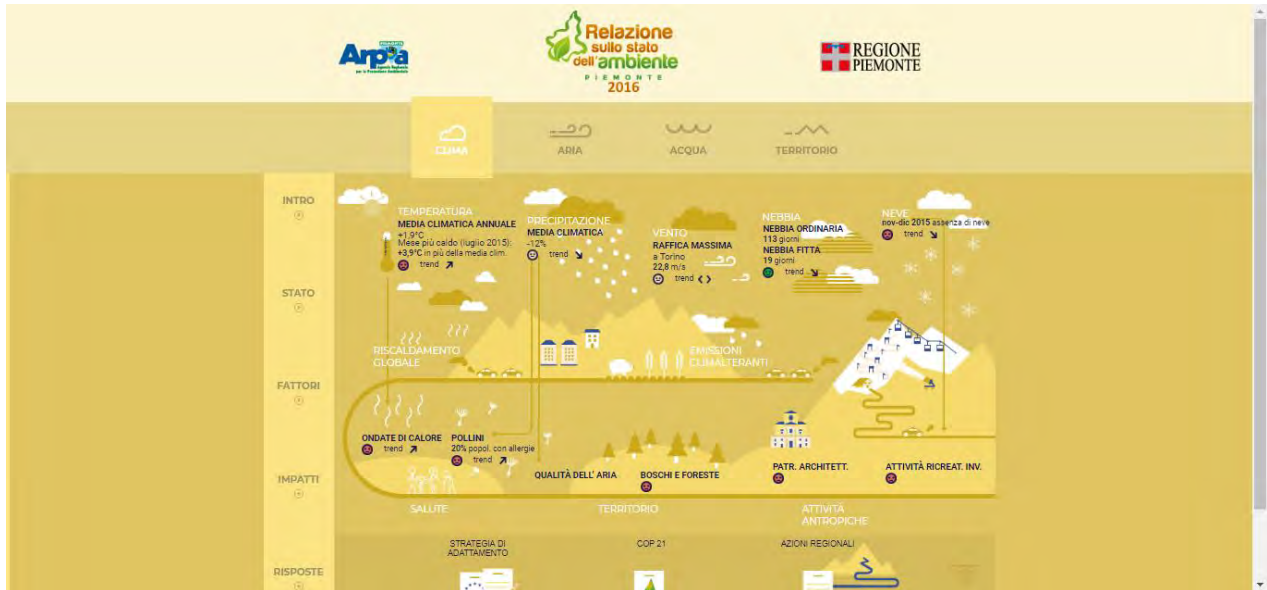 Arpa
Relazione
sullo stato
dell'ambiente
PIEMONTE
2016
REGIONE
PIEMONTE
CLIMA
ARIA
ACQUA
TERRITORIO
INTRO
STATO
FATTORI
IMPATTI
RISPOSTE
TEMPERATURA
MEDIA CLIMATICA ANNUALE
+1,9°C
Mese più caldo (luglio 2015):
+3,9°C in più della media clim.
trend
PRECIPITAZIONE
MEDIA CLIMATICA
-12%
trend
VENTO
RAFFICA MASSIMA
a Torino
22,8 m/s
trend
NEBBIA
NEBBIA ORDINARIA
113 giorni
NEBBIA FITTA
19 giorni
trend
NEVE
nov-dic 2015 assenza di neve
trend
RISCALDAMENTO
GLOBALE
EMISSIONI
CLIMALTERANTI
ONDATE DI CALORE
trend
POLLINI
20% popol. con allergie
trend
QUALITÀ DELL' ARIA
BOSCHI E FORESTE
PATR. ARCHITETT.
ATTIVITÀ RICREAT. INV.
SALUTE
TERRITORIO
ATTIVITÀ
ANTROPICHE
STRATEGIA DI
ADATTAMENTO
COP 21
AZIONI REGIONALI